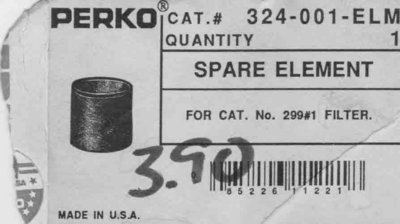 PERKO® CAT.# 324-001-ELM
QUANTITY 1
SPARE ELEMENT
FOR CAT. No. 299#1 FILTER.
3.90
85226 11221
MADE IN U.S.A.